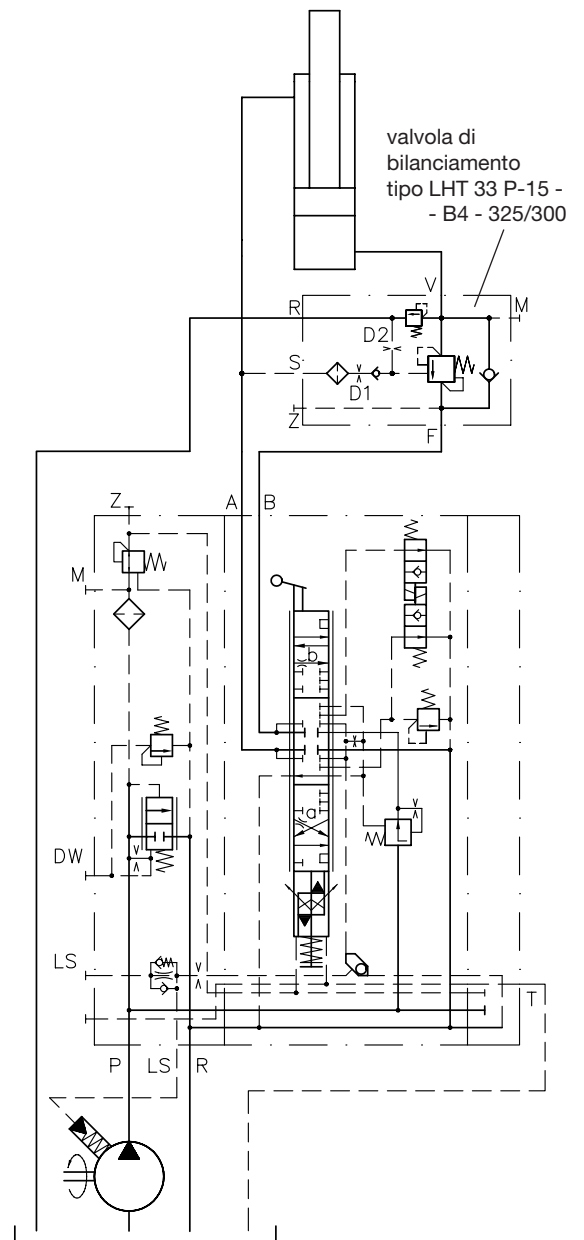 valvola di
bilanciamento
tipo LHT 33 P-15 -
- B4 - 325/300
V
R
M
D2
S
D1
Z
F
Z
A
B
M
b
a
DW
LS
T
P
LS
R